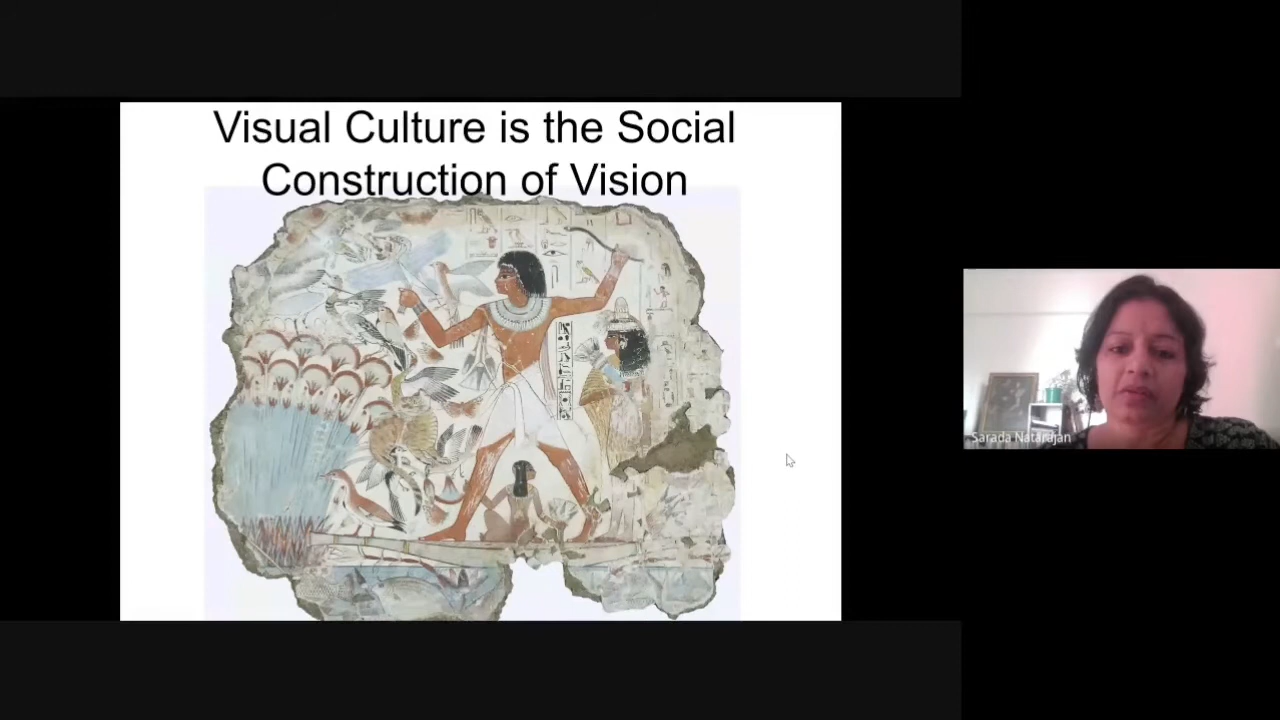 Visual Culture is the Social
Construction of Vision
Sarada Natarajan